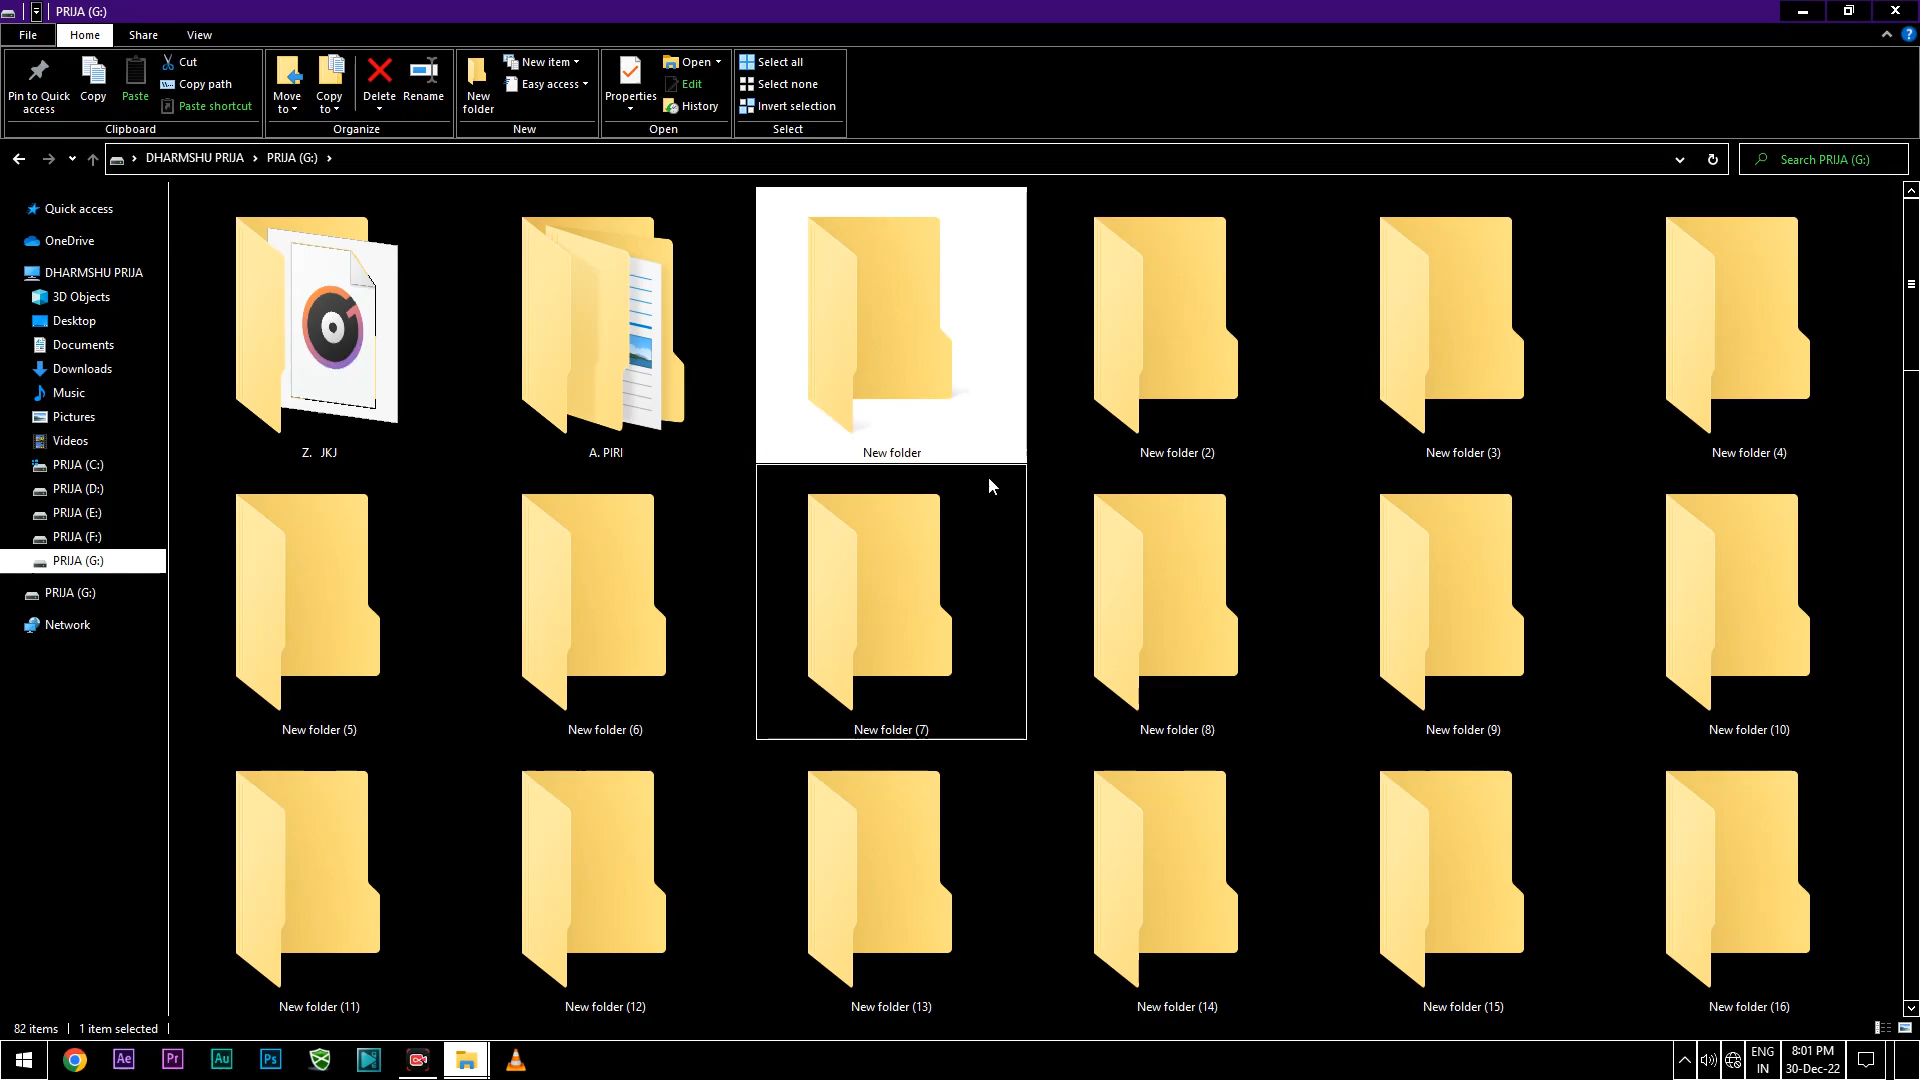 PRIJA (G:)
File Home Share View
Pin to Quick access
Copy
Paste
Cut
Copy path
Paste shortcut
Clipboard
Move to
Copy to
Delete
Rename
Organize
New folder
New item
Easy access
New
Properties
Open
Edit
History
Open
Select all
Select none
Invert selection
Select
DHARMSHU PRIJA > PRIJA (G:) >
Search PRIJA (G:)
Quick access
OneDrive
DHARMSHU PRIJA
3D Objects
Desktop
Documents
Downloads
Music
Pictures
Videos
PRIJA (C:)
PRIJA (D:)
PRIJA (E:)
PRIJA (F:)
PRIJA (G:)
PRIJA (G:)
Network
Z. JKJ
A. PIRI
New folder
New folder (2)
New folder (3)
New folder (4)
New folder (5)
New folder (6)
New folder (7)
New folder (8)
New folder (9)
New folder (10)
New folder (11)
New folder (12)
New folder (13)
New folder (14)
New folder (15)
New folder (16)
82 items
1 item selected
Ae Pr Au Ps
ENG
IN
8:01 PM
30-Dec-22